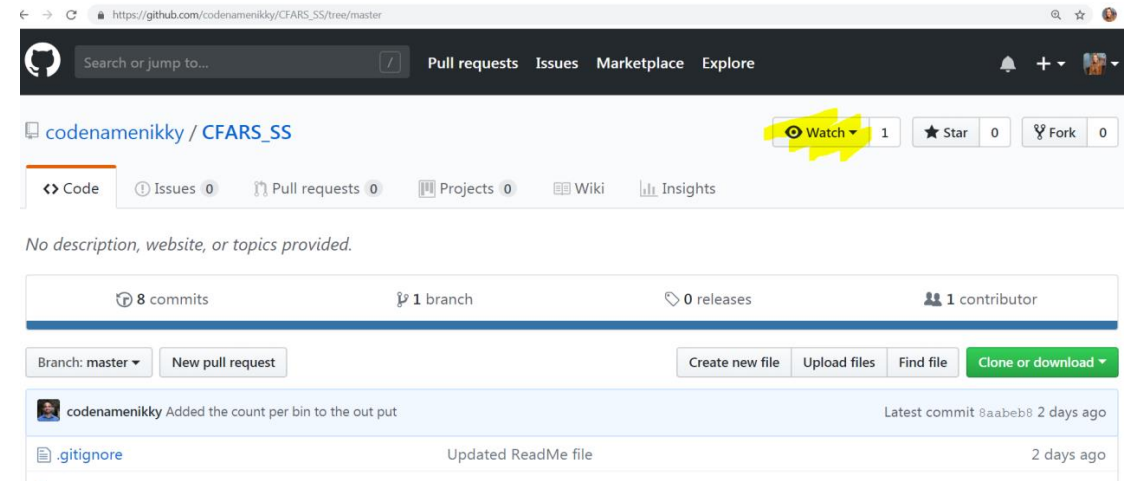 https://github.com/codenamenikky/CFARS_SS/tree/master
Search or jump to... / Pull requests Issues Marketplace Explore
codenamenikky / CFARS_SS Watch 1 Star 0 Fork 0
Code Issues 0 Pull requests 0 Projects 0 Wiki Insights
No description, website, or topics provided.
8 commits 1 branch 0 releases 1 contributor
Branch: master New pull request Create new file Upload files Find file Clone or download
codenamenikky Added the count per bin to the out put Latest commit 8aabeb8 2 days ago
.gitignore Updated ReadMe file 2 days ago